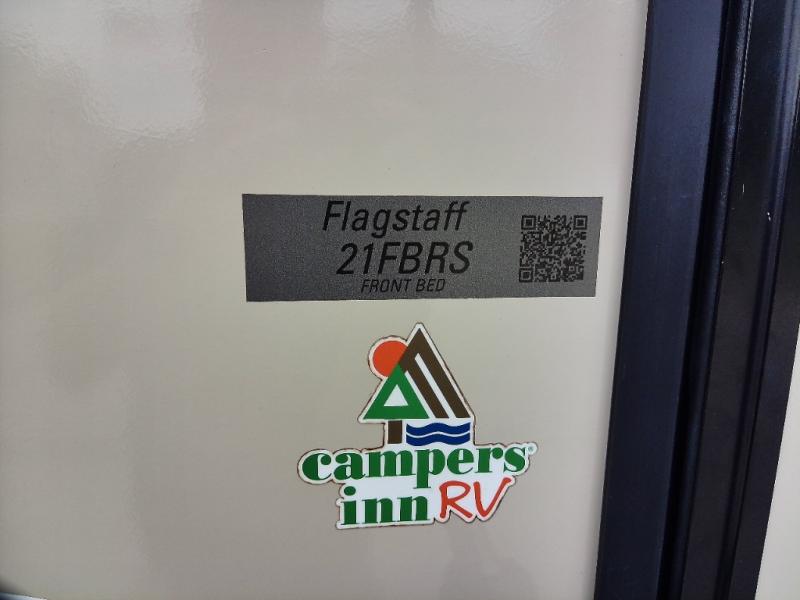 Flagstaff
21FBRS
FRONT BED
campers
inn RV